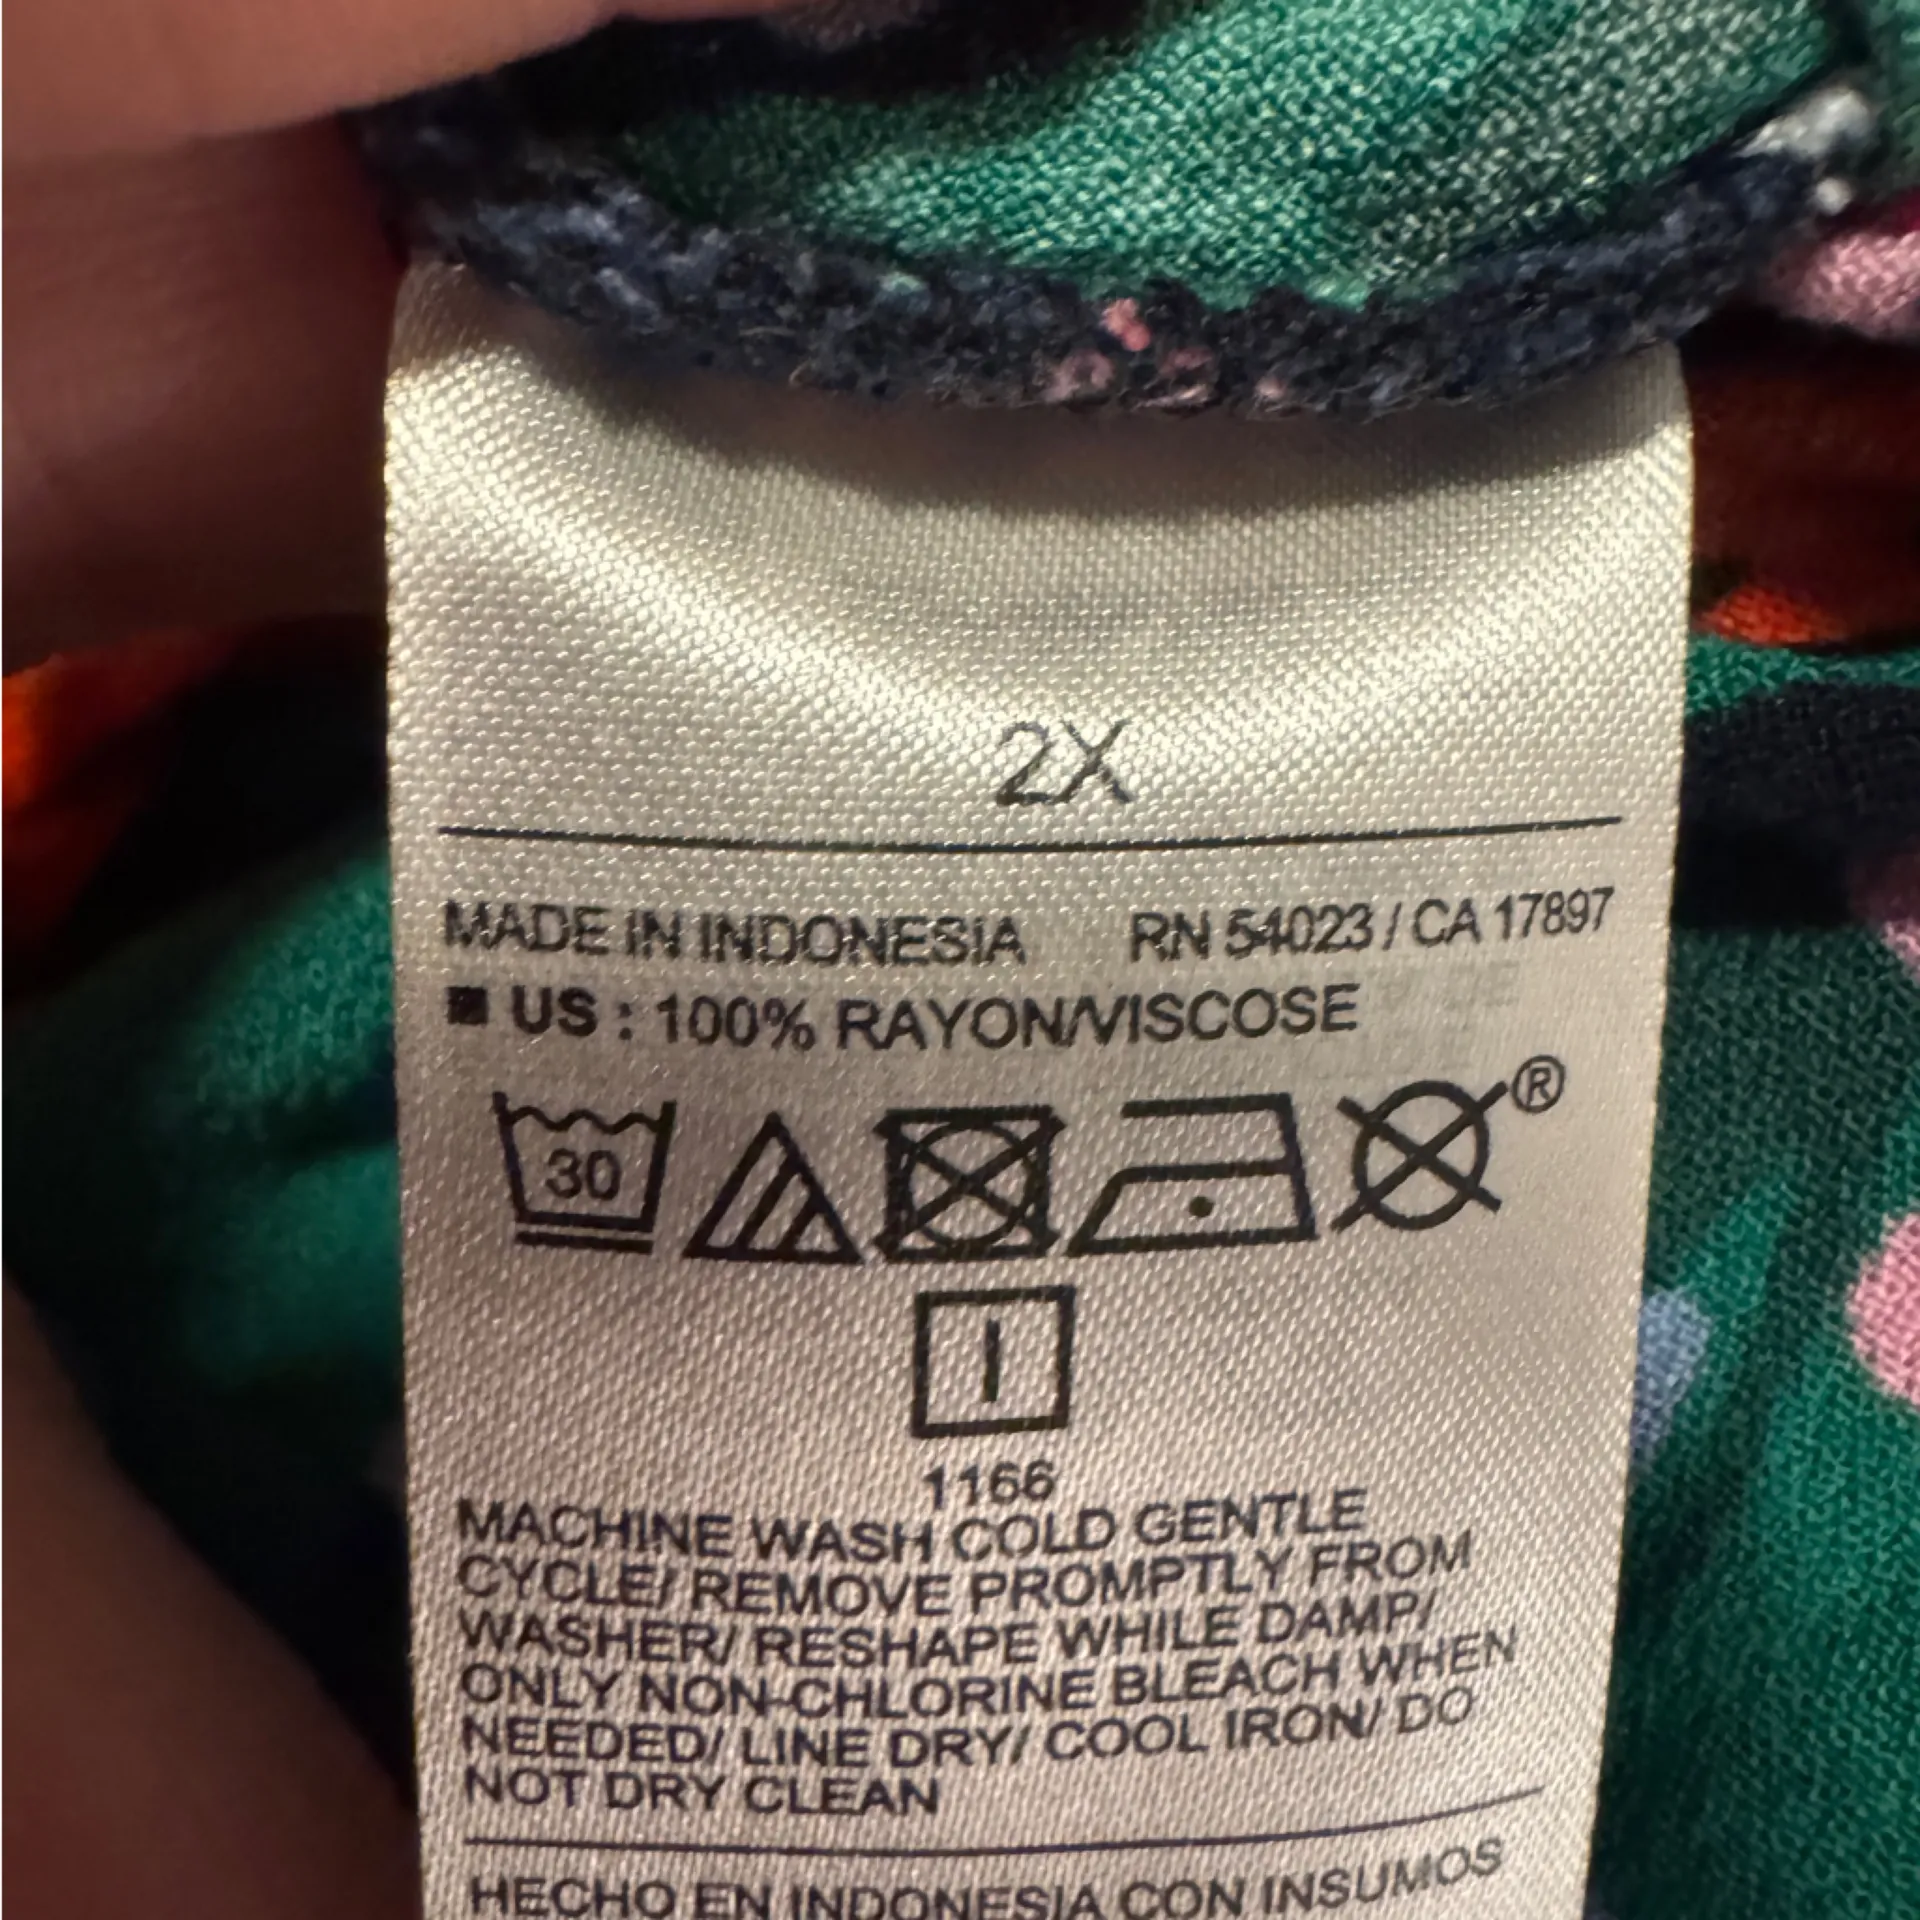 2X
MADE IN INDONESIA RN 54023 / CA 17897
US : 100% RAYON/VISCOSE
30
®
1166
MACHINE WASH COLD GENTLE
CYCLE/ REMOVE PROMPTLY FROM
WASHER/ RESHAPE WHILE DAMP/
ONLY NON-CHLORINE BLEACH WHEN
NEEDED/ LINE DRY/ COOL IRON/ DO
NOT DRY CLEAN
HECHO EN INDONESIA CON INSUMOS